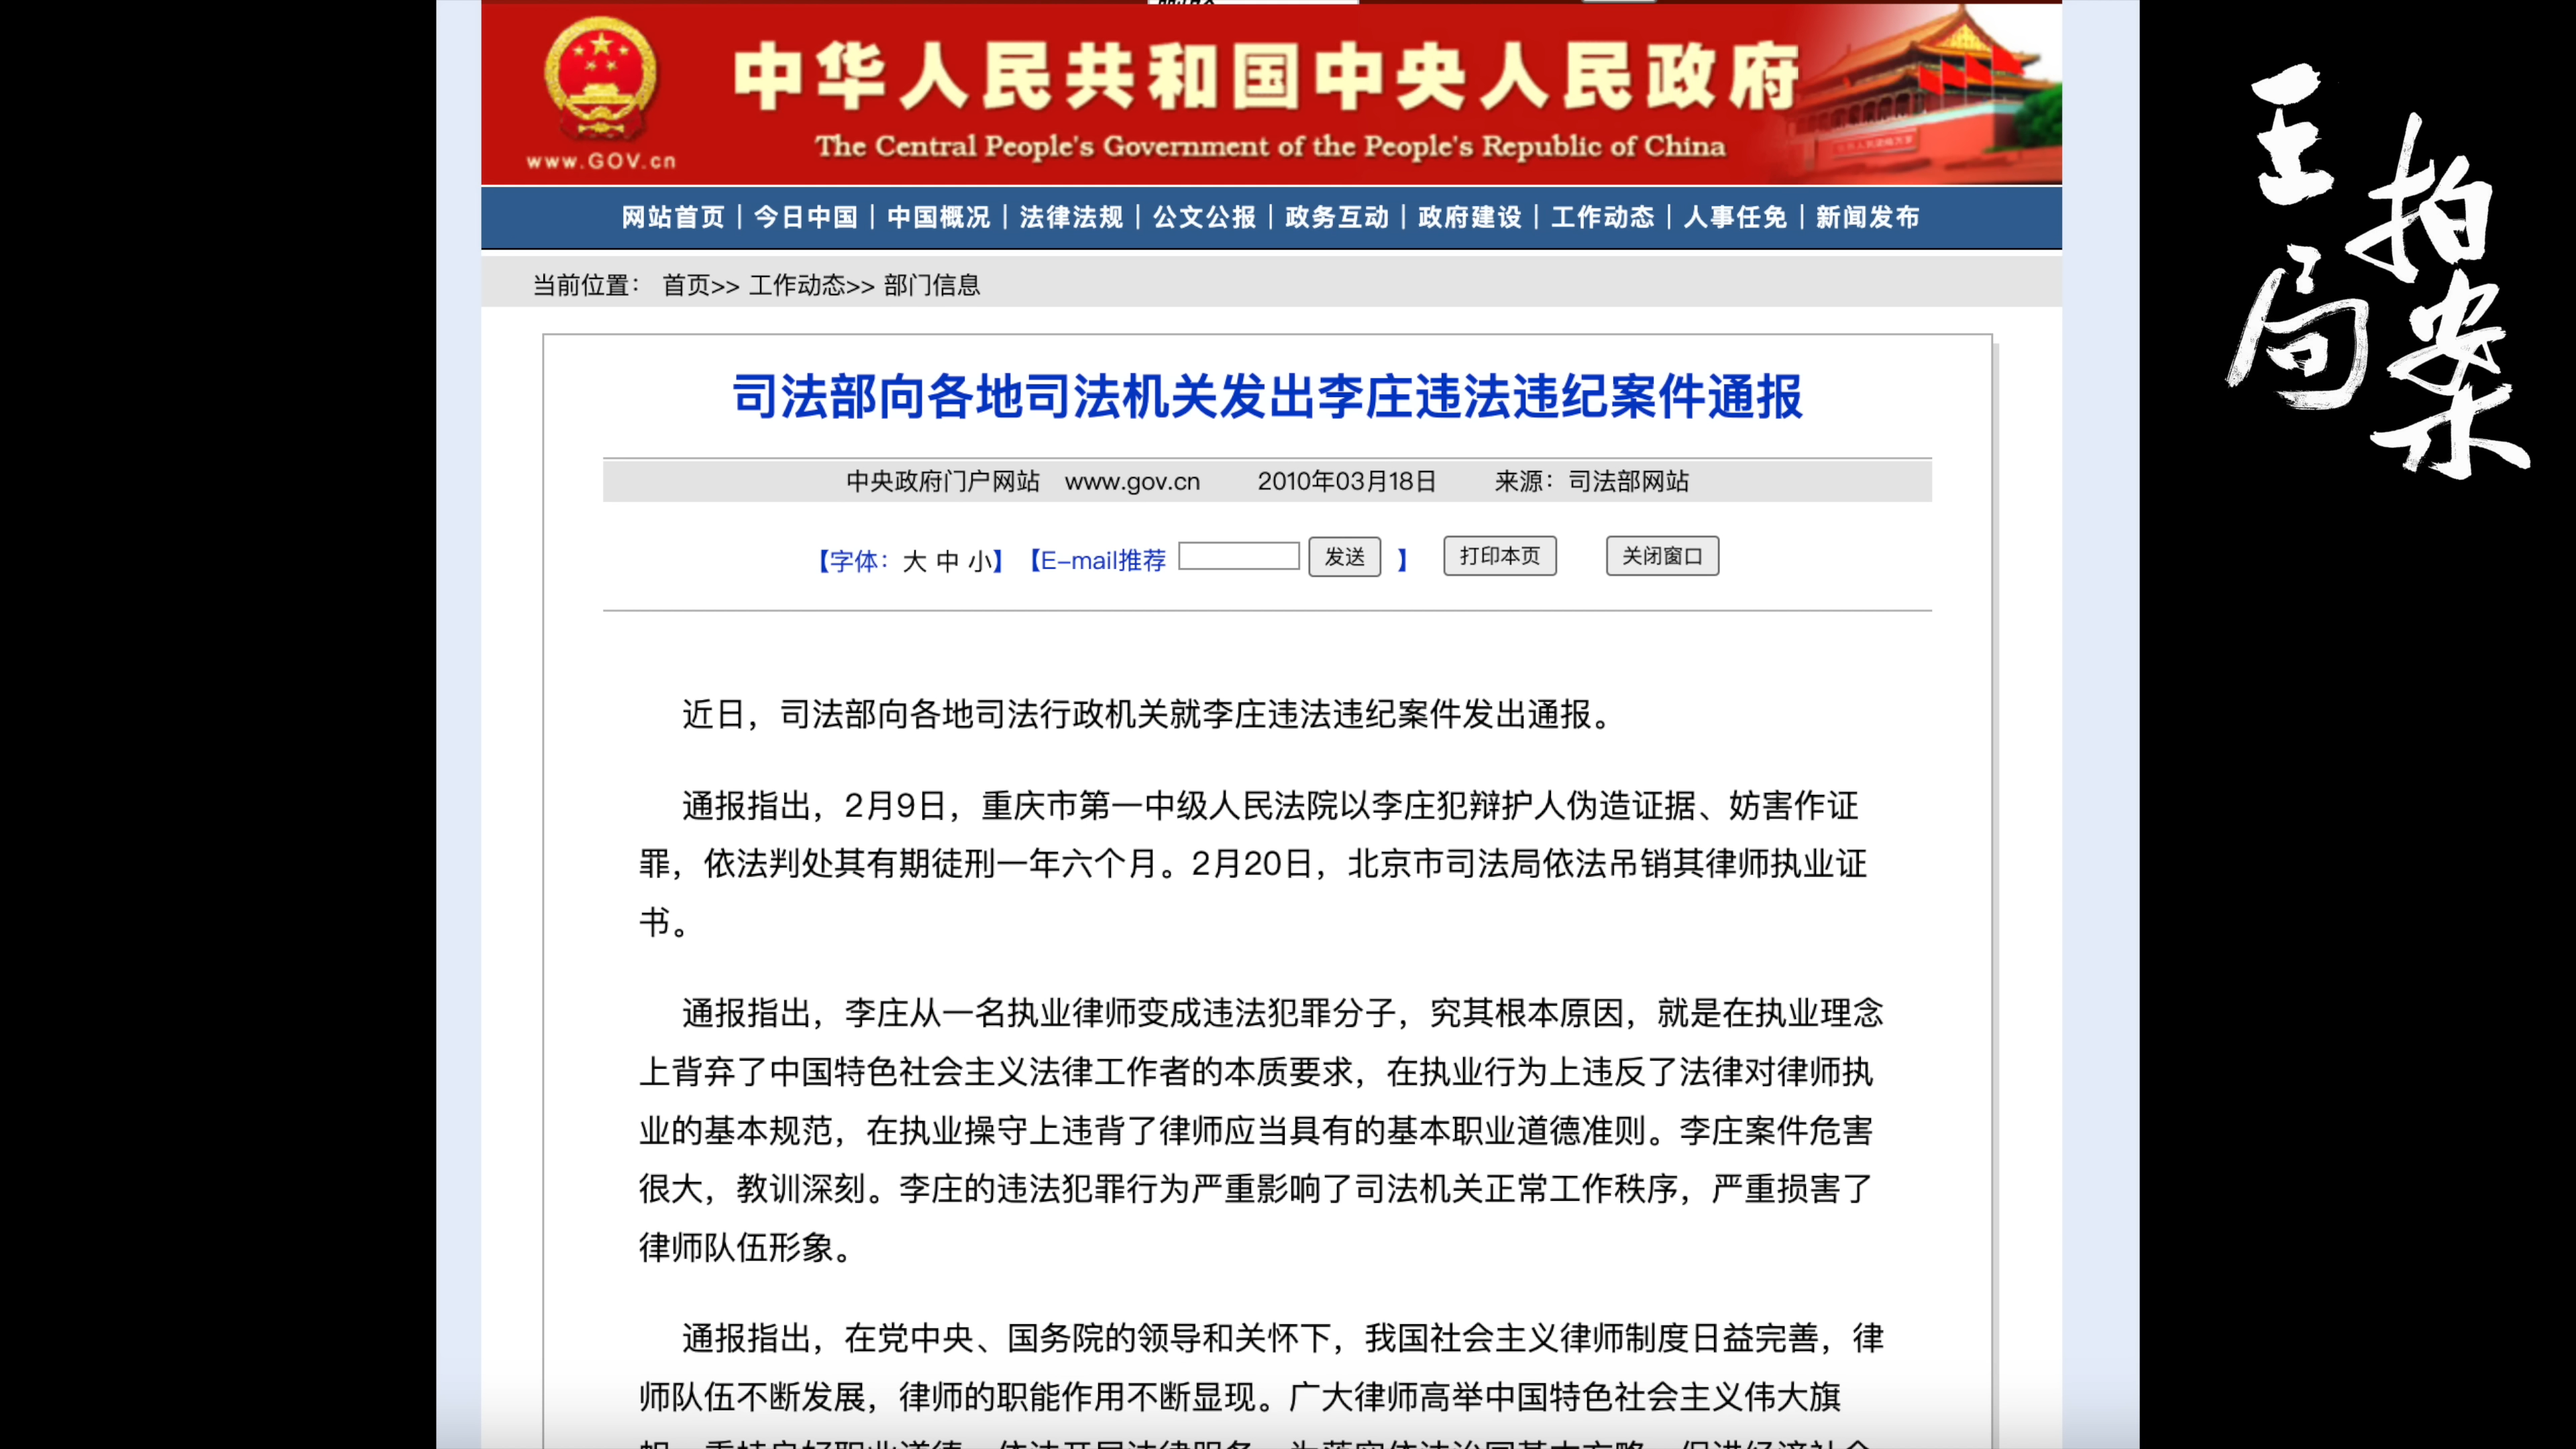 中华人民共和国中央人民政府
The Central People's Government of the People's Republic of China
www.GOV.cn
网站首页 | 今日中国 | 中国概况 | 法律法规 | 公文公报 | 政务互动 | 政府建设 | 工作动态 | 人事任免 | 新闻发布
当前位置： 首页>> 工作动态>> 部门信息
司法部向各地司法机关发出李庄违法违纪案件通报
中央政府门户网站 www.gov.cn 2010年03月18日 来源：司法部网站
【字体：大 中 小】【E-mail推荐 发送 】 打印本页 关闭窗口
近日，司法部向各地司法行政机关就李庄违法违纪案件发出通报。
通报指出，2月9日，重庆市第一中级人民法院以李庄犯辩护人伪造证据、妨害作证
罪，依法判处其有期徒刑一年六个月。2月20日，北京市司法局依法吊销其律师执业证
书。
通报指出，李庄从一名执业律师变成违法犯罪分子，究其根本原因，就是在执业理念
上背弃了中国特色社会主义法律工作者的本质要求，在执业行为上违反了法律对律师执
业的基本规范，在执业操守上违背了律师应当具有的基本职业道德准则。李庄案件危害
很大，教训深刻。李庄的违法犯罪行为严重影响了司法机关正常工作秩序，严重损害了
律师队伍形象。
通报指出，在党中央、国务院的领导和关怀下，我国社会主义律师制度日益完善，律
师队伍不断发展，律师的职能作用不断显现。广大律师高举中国特色社会主义伟大旗
王局
拍案